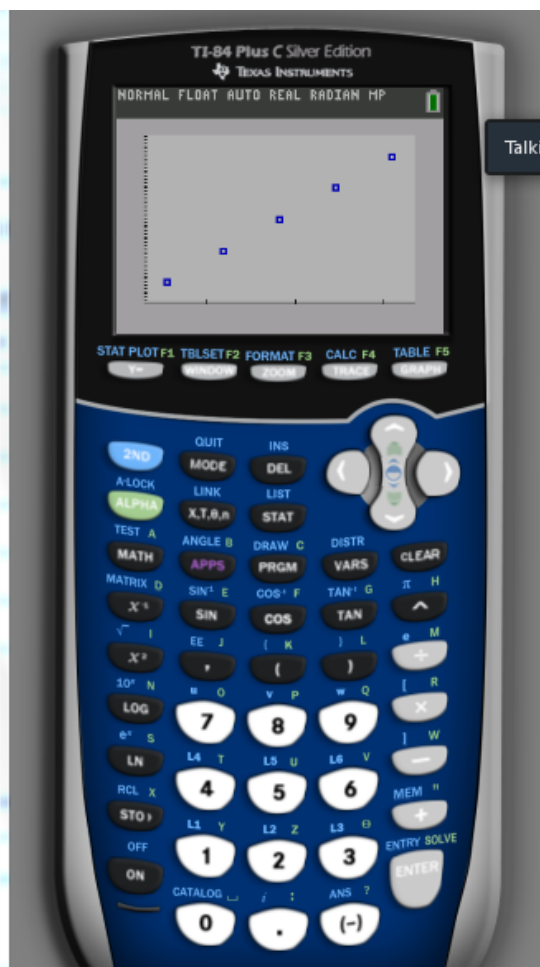 TI-84 Plus C Silver Edition
TEXAS INSTRUMENTS
NORMAL FLOAT AUTO REAL RADIAN MP
Talki
STAT PLOT F1 TBLSET F2 FORMAT F3 CALC F4 TABLE F5
Y= WINDOW ZOOM TRACE GRAPH
QUIT INS
2ND MODE DEL
A-LOCK LINK LIST
ALPHA X,T,θ,n STAT
TEST A ANGLE B DRAW C DISTR
MATH APPS PRGM VARS CLEAR
MATRIX D SIN⁻¹ E COS⁻¹ F TAN⁻¹ G π H
X⁻¹ SIN COS TAN ^
√ I EE J { K } L e M
X² , ( ) ÷
10ˣ N u O v P w Q [ R
LOG 7 8 9 ×
eˣ S L4 T L5 U L6 V ] W
LN 4 5 6 −
RCL X L1 Y L2 Z L3 θ MEM "
STO▸ 1 2 3 +
OFF CATALOG ⎵ i : ANS ? ENTRY SOLVE
ON 0 . (-) ENTER